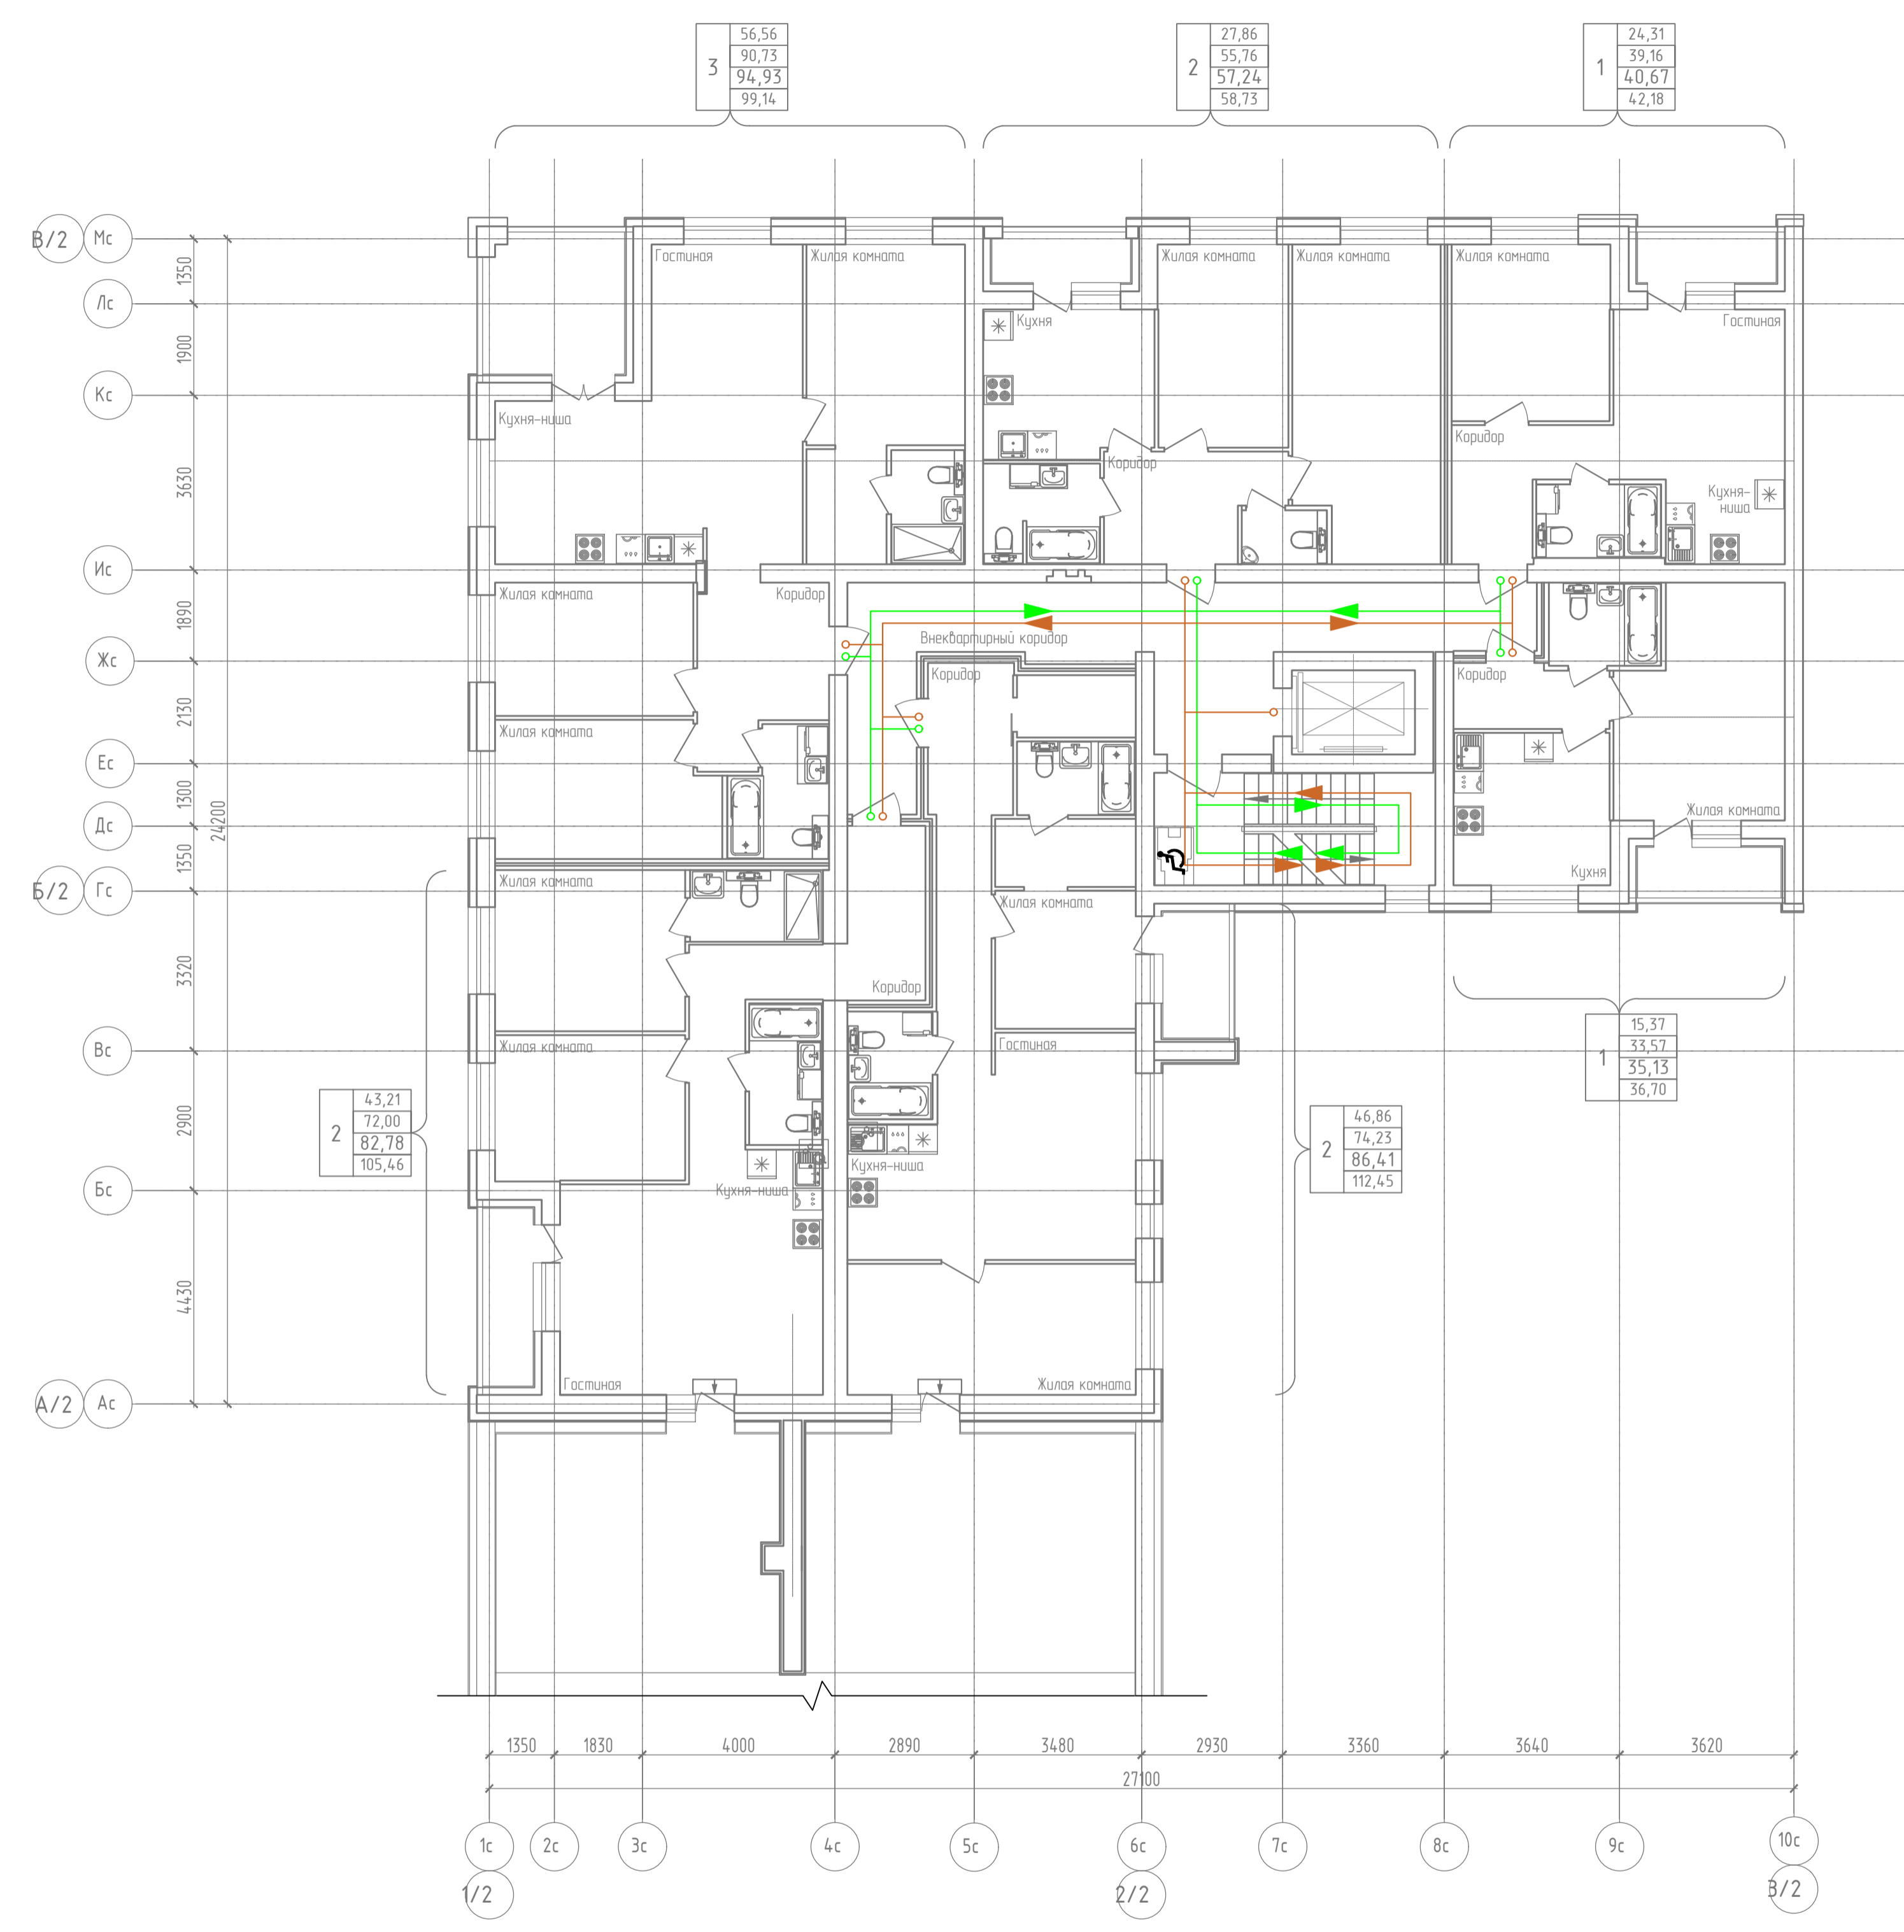 3
56,56
90,73
94,93
99,14
2
27,86
55,76
57,24
58,73
1
24,31
39,16
40,67
42,18
В/2
Мс
Гостиная
Жилая комната
Жилая комната
Жилая комната
Жилая комната
1350
Лс
Кухня
Гостиная
1900
Кс
Кухня-ниша
Коридор
Коридор
3630
Кухня-
ниша
Ис
Жилая комната
Коридор
1890
Внеквартирный коридор
Жс
Коридор
Коридор
2130
Жилая комната
Ес
1300
24200
Жилая комната
Дс
1350
Кухня
Б/2
Гс
Жилая комната
Жилая комната
3320
Коридор
15,37
33,57
1
35,13
36,70
Вс
Жилая комната
Гостиная
2900
2
43,21
72,00
82,78
105,46
2
46,86
74,23
86,41
112,45
Кухня-ниша
Бс
Кухня-ниша
4430
Гостиная
Жилая комната
А/2
Ас
1350
1830
4000
2890
3480
2930
3360
3640
3620
27100
1с
2с
3с
4с
5с
6с
7с
8с
9с
10с
1/2
2/2
3/2